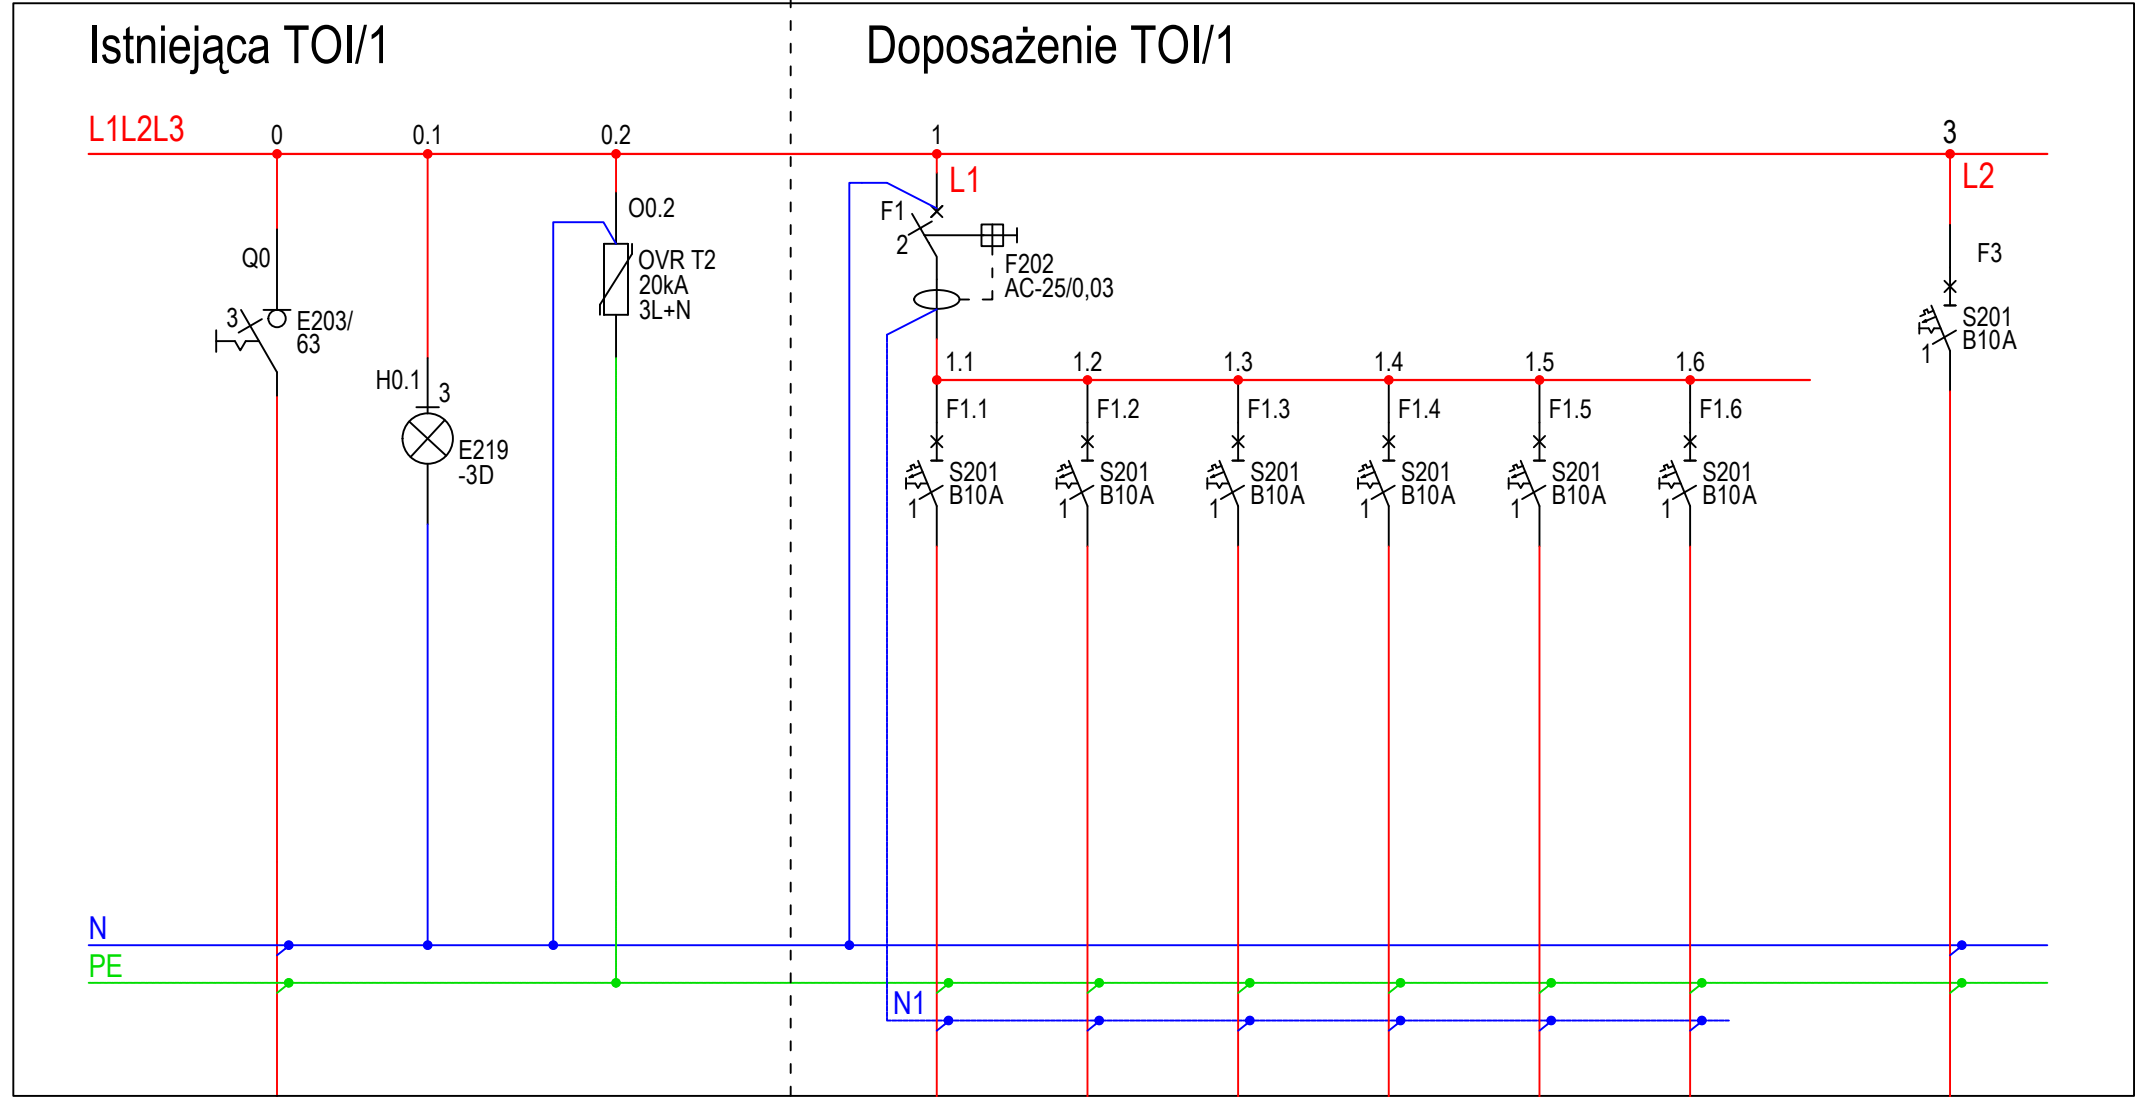 Istniejąca TOI/1
Doposażenie TOI/1
L1L2L3
0
0.1
0.2
1
3
L1
L2
Q0
3
E203/
63
H0.1
3
E219
-3D
O0.2
OVR T2
20kA
3L+N
F1
2
F202
AC-25/0,03
F3
S201
B10A
1
1.1
1.2
1.3
1.4
1.5
1.6
F1.1
F1.2
F1.3
F1.4
F1.5
F1.6
S201
B10A
1
S201
B10A
1
S201
B10A
1
S201
B10A
1
S201
B10A
1
S201
B10A
1
N
PE
N1